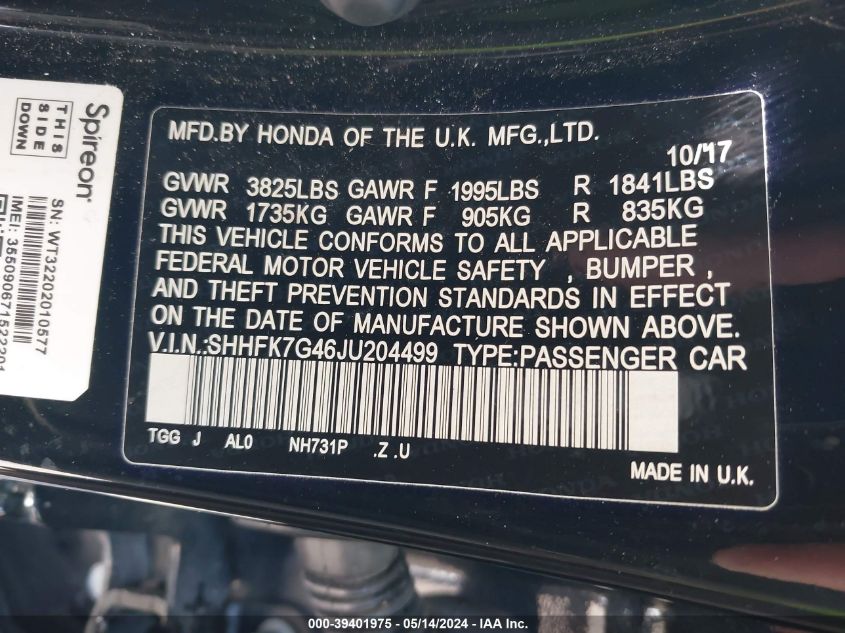 Spireon
THIS
SIDE
DOWN
SN: WT32202010577
IMEI: 355090671522201
MFD.BY HONDA OF THE U.K. MFG.,LTD.
10/17
GVWR 3825LBS GAWR F 1995LBS R 1841LBS
GVWR 1735KG GAWR F 905KG R 835KG
THIS VEHICLE CONFORMS TO ALL APPLICABLE
FEDERAL MOTOR VEHICLE SAFETY , BUMPER ,
AND THEFT PREVENTION STANDARDS IN EFFECT
ON THE DATE OF MANUFACTURE SHOWN ABOVE.
V.I.N.:SHHFK7G46JU204499 TYPE:PASSENGER CAR
TGG J AL0 NH731P .Z .U
MADE IN U.K.
000-39401975 - 05/14/2024 - IAA Inc.